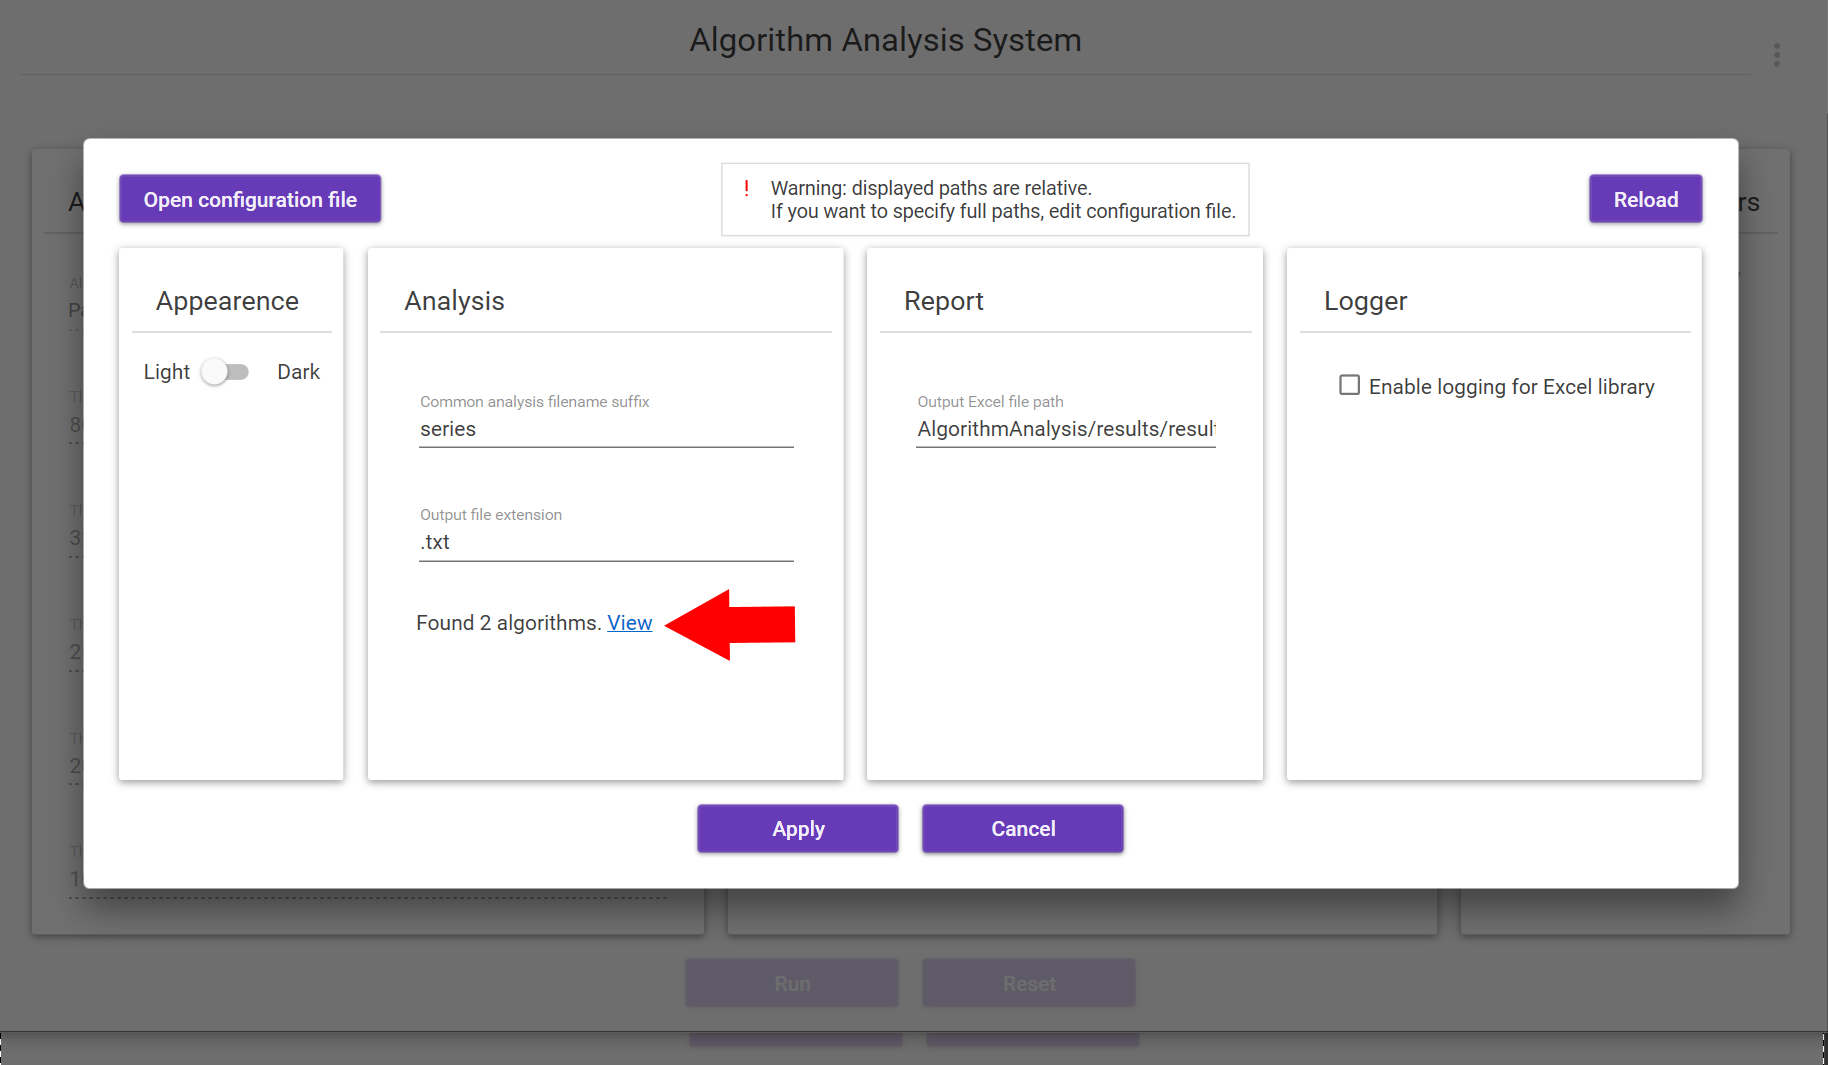 Algorithm Analysis System
Open configuration file
! Warning: displayed paths are relative.
If you want to specify full paths, edit configuration file.
Reload
Appearence
Light
Dark
Analysis
Common analysis filename suffix
series
Output file extension
.txt
Found 2 algorithms. View
Report
Output Excel file path
AlgorithmAnalysis/results/resul
Logger
Enable logging for Excel library
Apply
Cancel
Run
Reset